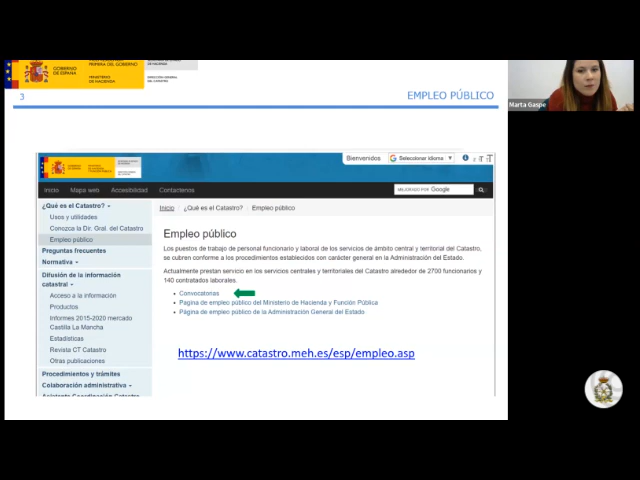 GOBIERNO
DE ESPAÑA
MINISTERIO
DE HACIENDA
DIRECCIÓN GENERAL
DEL CATASTRO
3
EMPLEO PÚBLICO
Marta Gaspe
Bienvenidos
Seleccionar idioma
T T T
Inicio Mapa web Accesibilidad Contactenos
MEJORADO POR Google
¿Qué es el Catastro?
Usos y utilidades
Conozca la Dir. Gral. del Catastro
Empleo público
Preguntas frecuentes
Normativa
Difusión de la información
catastral
Acceso a la información
Productos
Informes 2015-2020 mercado
Castilla La Mancha
Estadísticas
Revista CT Catastro
Otras publicaciones
Procedimientos y trámites
Colaboración administrativa
Asistente Coordinación Catastro
Inicio / ¿Qué es el Catastro? / Empleo público
Empleo público
Los puestos de trabajo de personal funcionario y laboral de los servicios de ámbito central y territorial del Catastro,
se cubren conforme a los procedimientos establecidos con carácter general en la Administración del Estado.
Actualmente prestan servicio en los servicios centrales y territoriales del Catastro alrededor de 2700 funcionarios y
140 contratados laborales.
• Convocatorias
• Pagina de empleo público del Ministerio de Hacienda y Función Pública
• Página de empleo público de la Administración General del Estado
https://www.catastro.meh.es/esp/empleo.asp